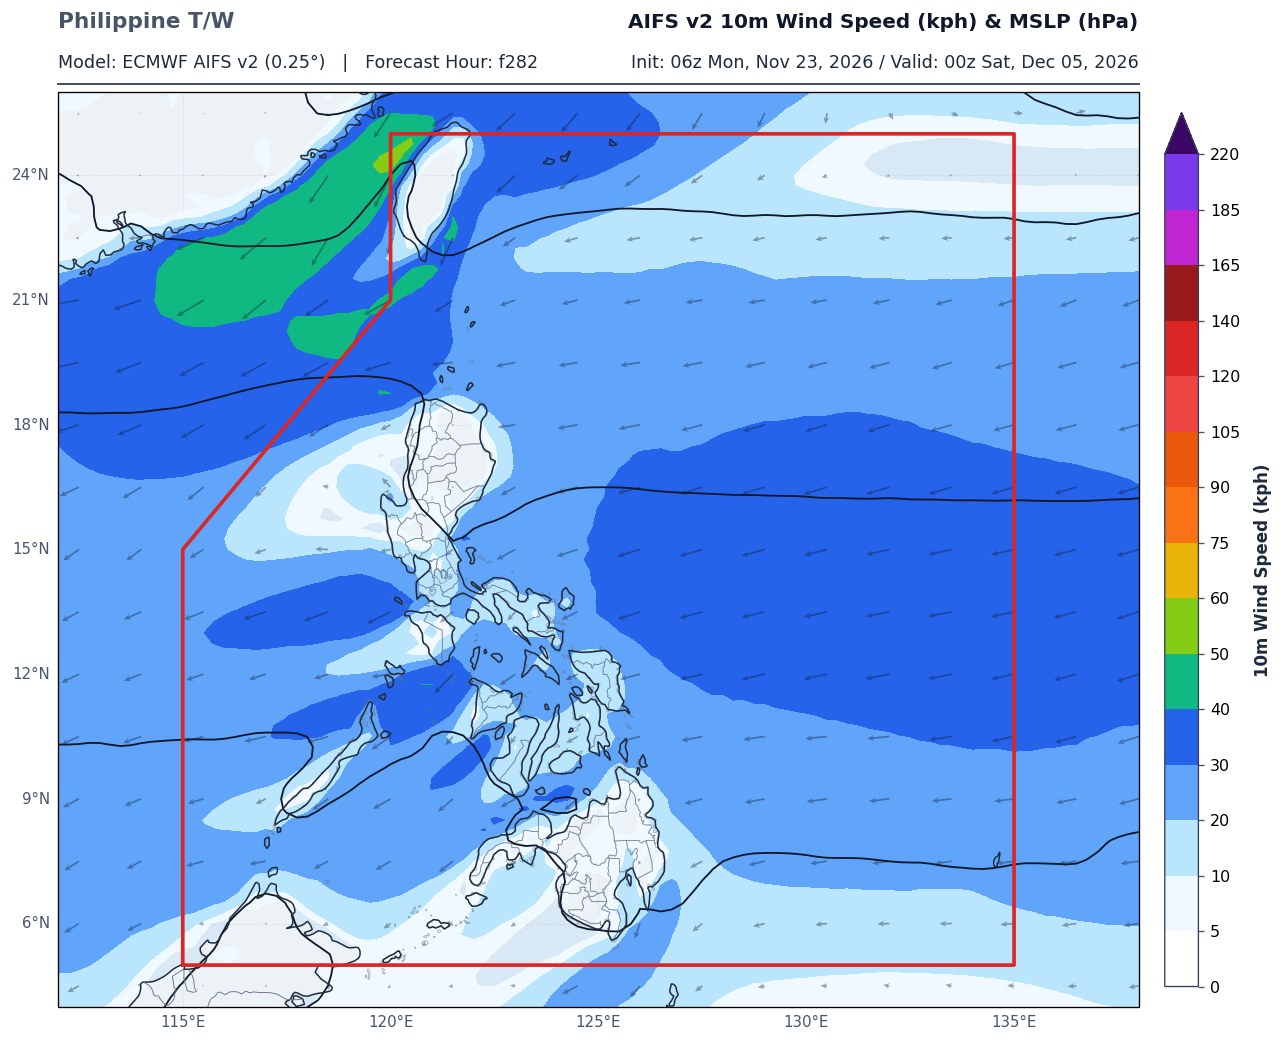 Philippine T/W
AIFS v2 10m Wind Speed (kph) & MSLP (hPa)
Model: ECMWF AIFS v2 (0.25°) | Forecast Hour: f282
Init: 06z Mon, Nov 23, 2026 / Valid: 00z Sat, Dec 05, 2026
24°N
21°N
18°N
15°N
12°N
9°N
6°N
115°E
120°E
125°E
130°E
135°E
220
185
165
140
120
105
90
75
60
50
40
30
20
10
5
0
10m Wind Speed (kph)